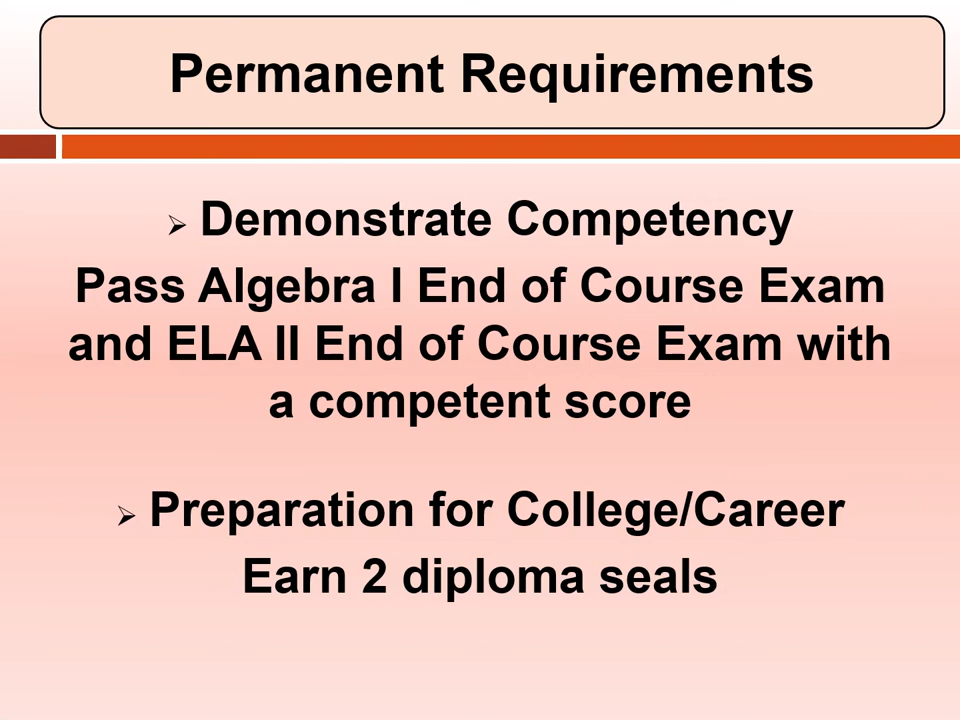 Permanent Requirements
➢ Demonstrate Competency
Pass Algebra I End of Course Exam
and ELA II End of Course Exam with
a competent score
➢ Preparation for College/Career
Earn 2 diploma seals